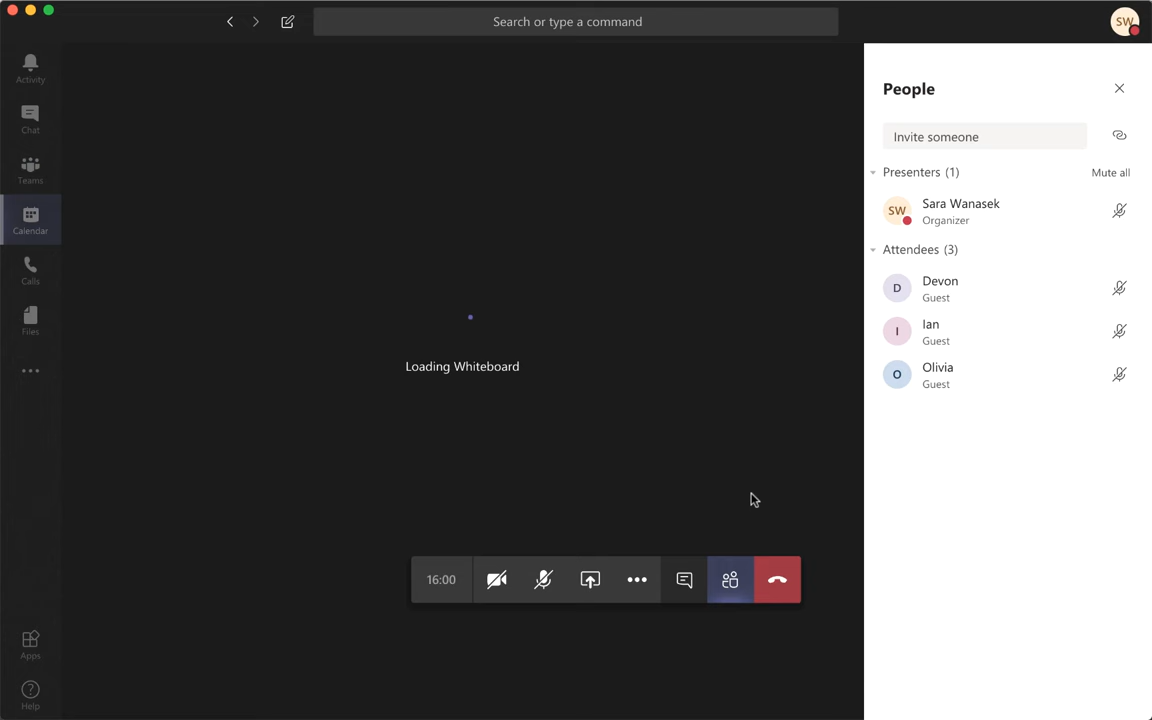 Search or type a command
SW
Activity
Chat
Teams
Calendar
Calls
Files
Apps
Help
Loading Whiteboard
16:00
People
Invite someone
Presenters (1)
Mute all
SW
Sara Wanasek
Organizer
Attendees (3)
D
Devon
Guest
I
Ian
Guest
O
Olivia
Guest